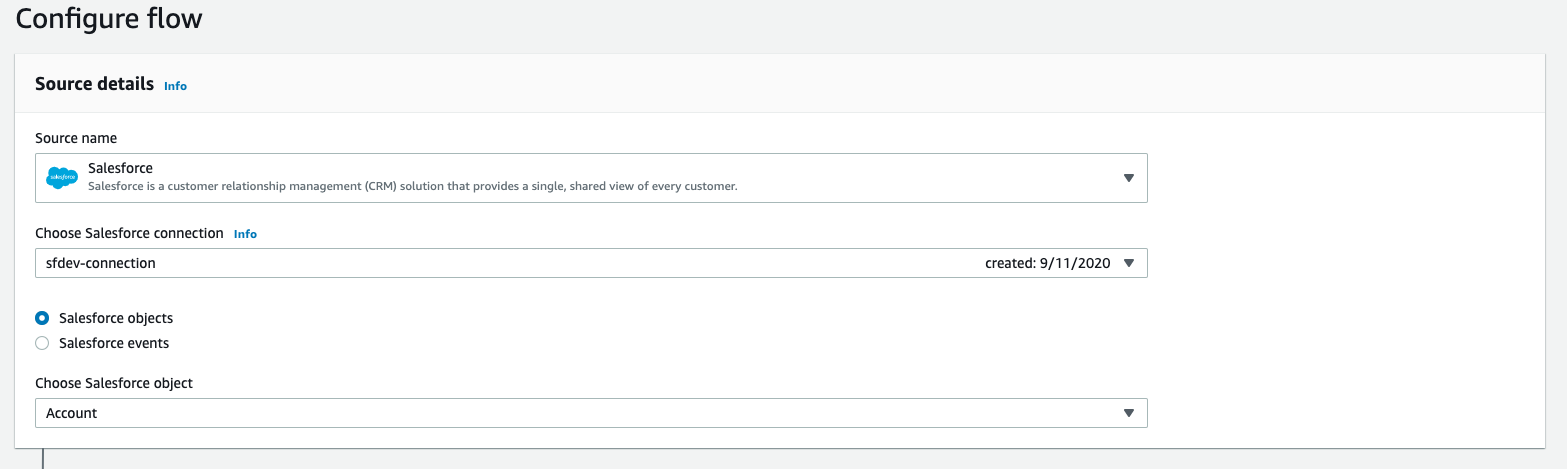 Configure flow
Source details Info
Source name
salesforce
Salesforce
Salesforce is a customer relationship management (CRM) solution that provides a single, shared view of every customer.
Choose Salesforce connection Info
sfdev-connection created: 9/11/2020
Salesforce objects
Salesforce events
Choose Salesforce object
Account